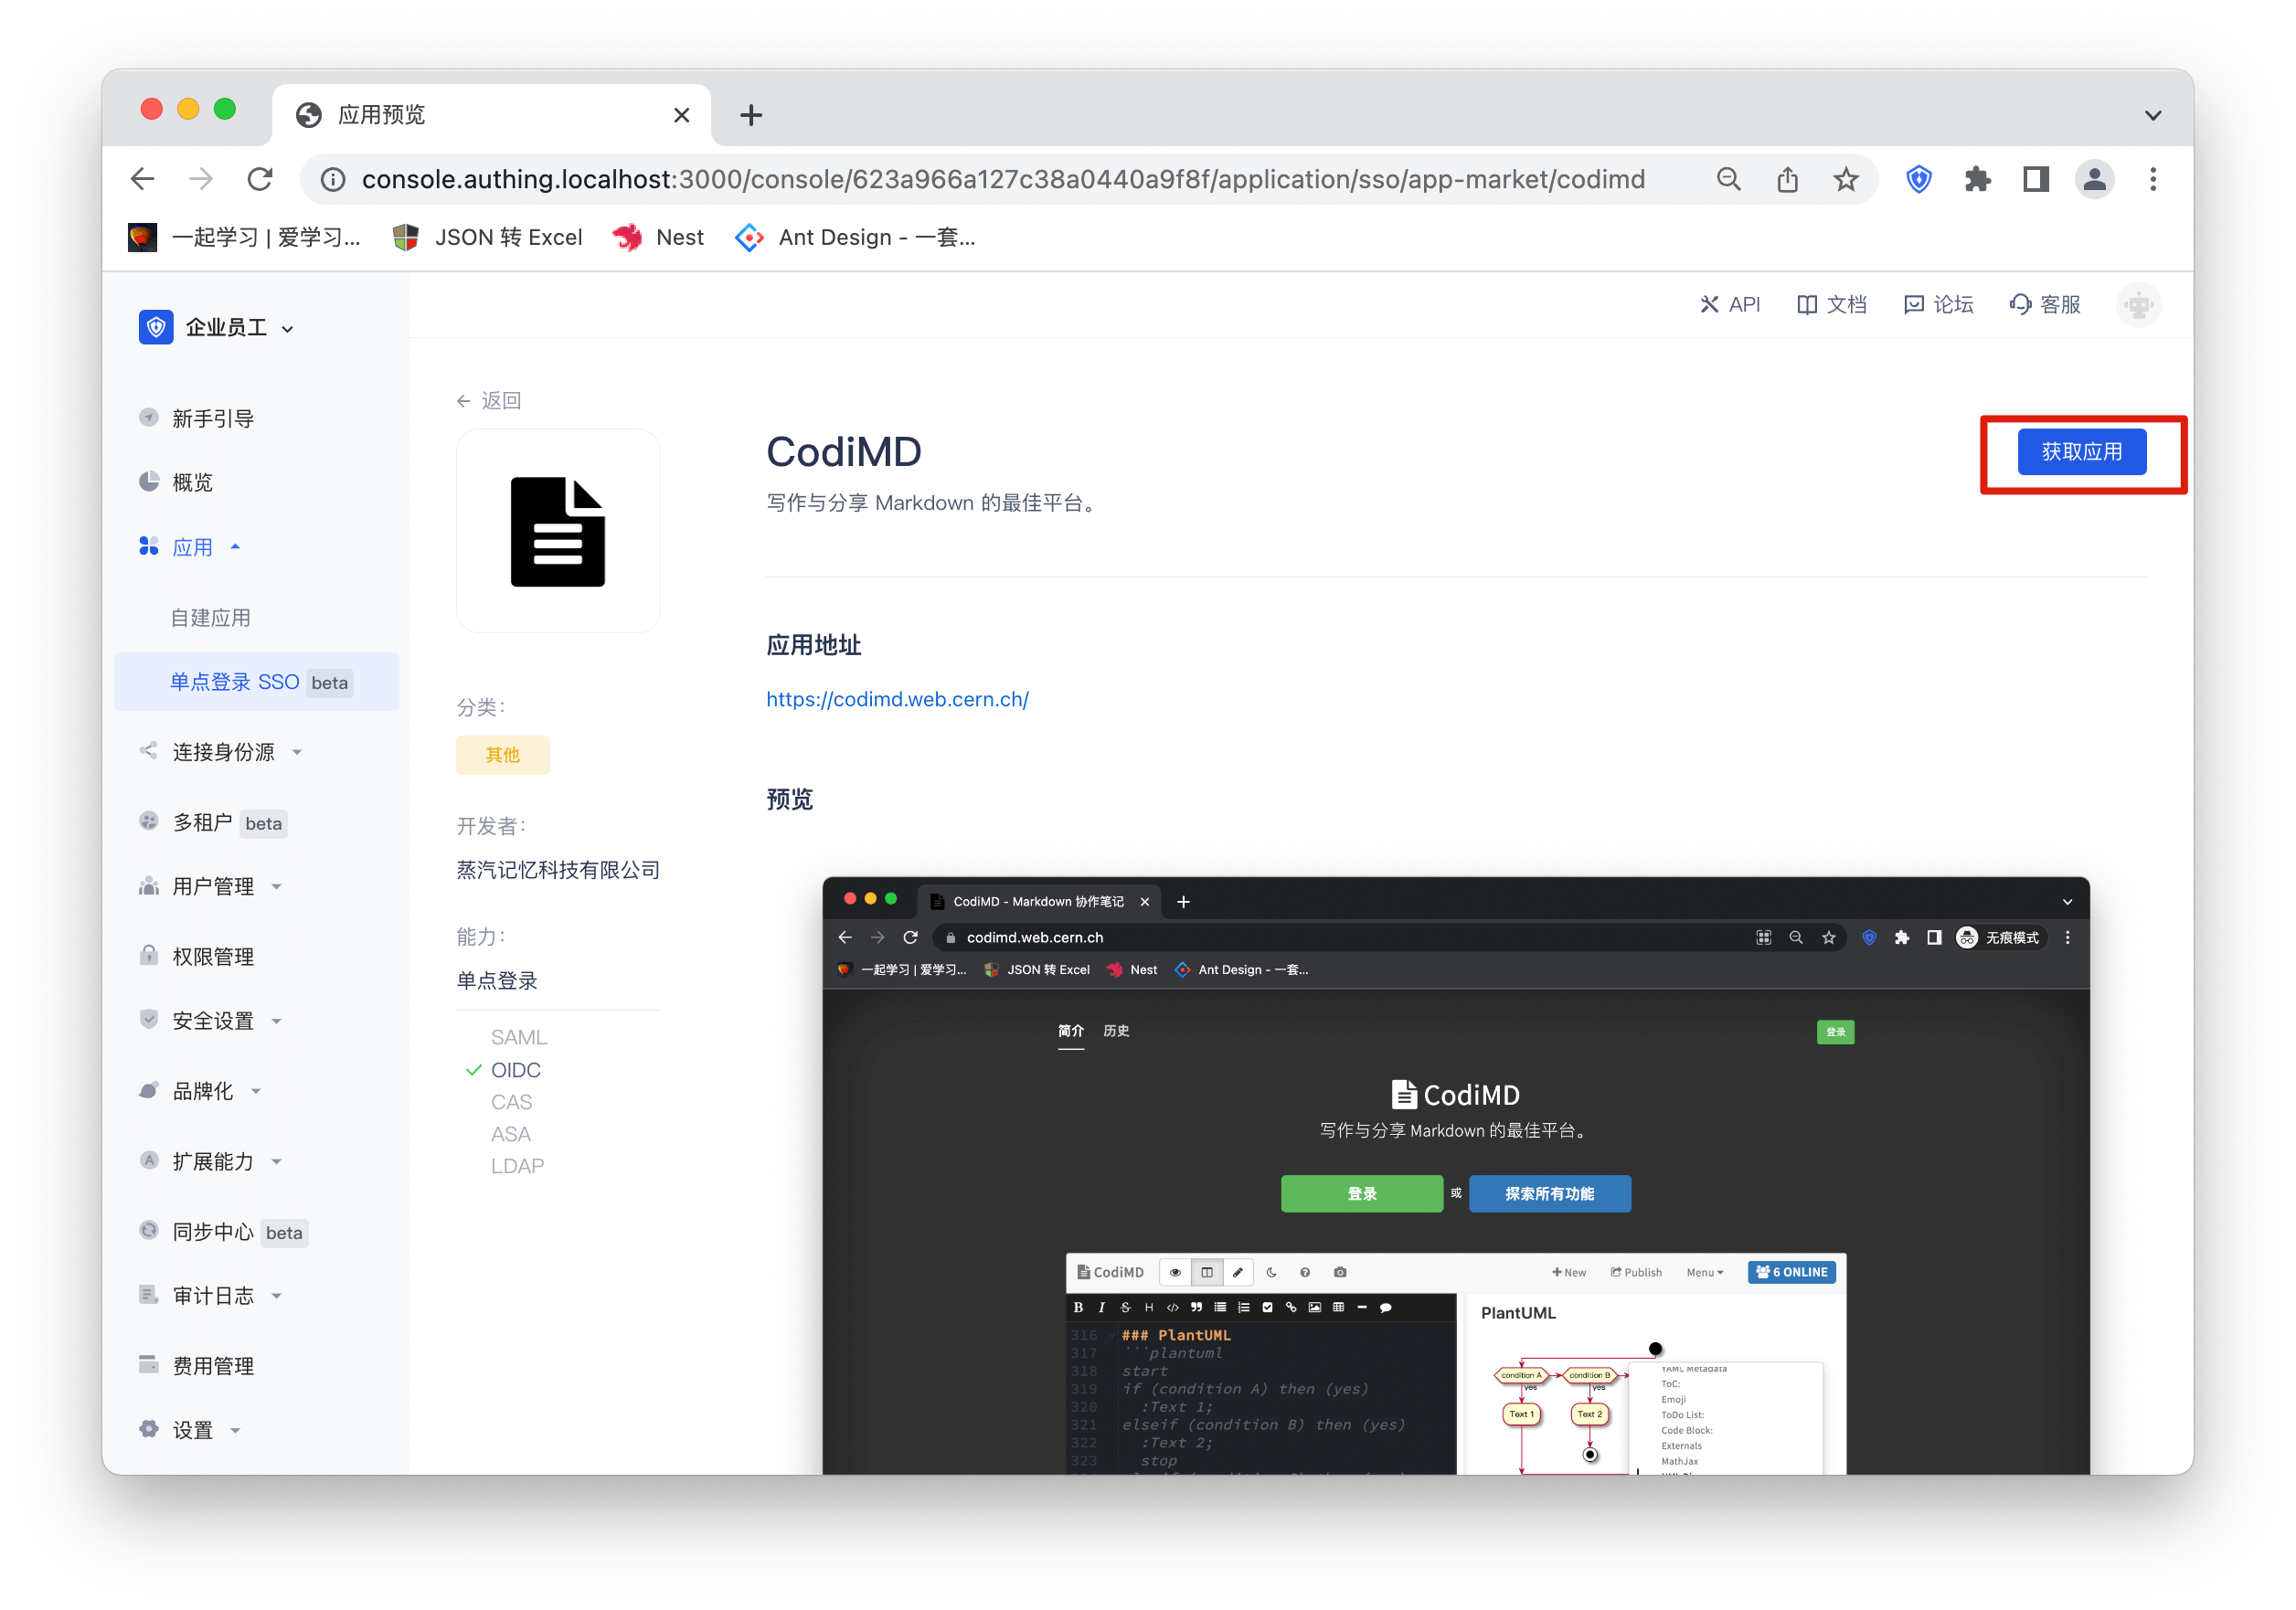 应用预览
console.authing.localhost:3000/console/623a966a127c38a0440a9f8f/application/sso/app-market/codimd
一起学习 | 爱学习... JSON 转 Excel Nest Ant Design - 一套...
企业员工
API 文档 论坛 客服
新手引导
概览
应用
自建应用
单点登录 SSO beta
连接身份源
多租户 beta
用户管理
权限管理
安全设置
品牌化
扩展能力
同步中心 beta
审计日志
费用管理
设置
返回
分类：
其他
开发者：
蒸汽记忆科技有限公司
能力：
单点登录
SAML
OIDC
CAS
ASA
LDAP
CodiMD
获取应用
写作与分享 Markdown 的最佳平台。
应用地址
https://codimd.web.cern.ch/
预览
CodiMD - Markdown 协作笔记
codimd.web.cern.ch 无痕模式
一起学习 | 爱学习... JSON 转 Excel Nest Ant Design - 一套...
简介 历史 登录
CodiMD
写作与分享 Markdown 的最佳平台。
登录 或 探索所有功能
CodiMD New Publish Menu 6 ONLINE
B I S H
316 ### PlantUML
317 ```plantuml
318 start
319 if (condition A) then (yes)
320 :Text 1;
321 elseif (condition B) then (yes)
322 :Text 2;
323 stop
PlantUML
condition A condition B
yes yes
Text 1 Text 2
YAML Metadata
ToC:
Emoji
ToDo List:
Code Block:
Externals
MathJax